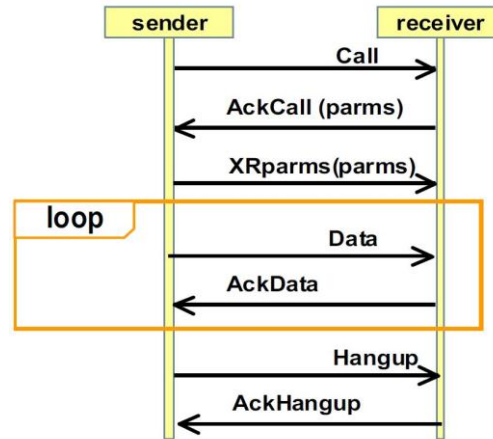 sender receiver
Call
AckCall (parms)
XRparms(parms)
loop
Data
AckData
Hangup
AckHangup